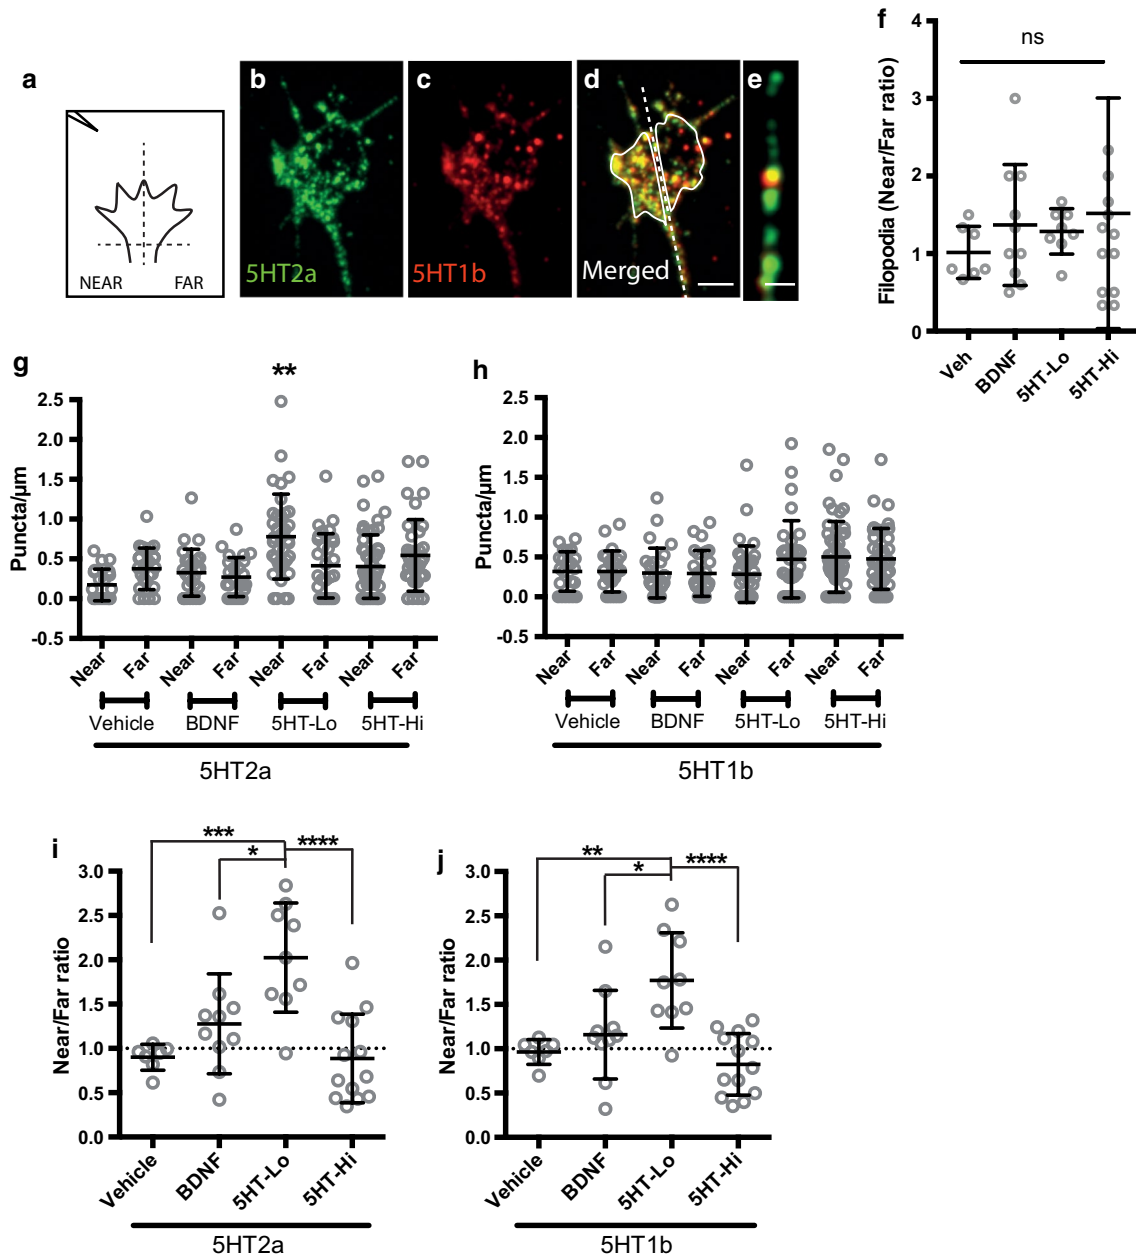 a
NEAR FAR
b
5HT2a
c
5HT1b
d
Merged
e
f
Filopodia (Near/Far ratio)
4
3
2
1
0
ns
Veh
BDNF
5HT-Lo
5HT-Hi
g
Puncta/µm
2.5
2.0
1.5
1.0
0.5
0.0
-0.5
**
Near Far Near Far Near Far Near Far
Vehicle BDNF 5HT-Lo 5HT-Hi
5HT2a
h
Puncta/µm
2.5
2.0
1.5
1.0
0.5
0.0
-0.5
Near Far Near Far Near Far Near Far
Vehicle BDNF 5HT-Lo 5HT-Hi
5HT1b
i
Near/Far ratio
3.0
2.5
2.0
1.5
1.0
0.5
0.0
***
* ****
Vehicle
BDNF
5HT-Lo
5HT-Hi
5HT2a
j
Near/Far ratio
3.0
2.5
2.0
1.5
1.0
0.5
0.0
**
* ****
Vehicle
BDNF
5HT-Lo
5HT-Hi
5HT1b